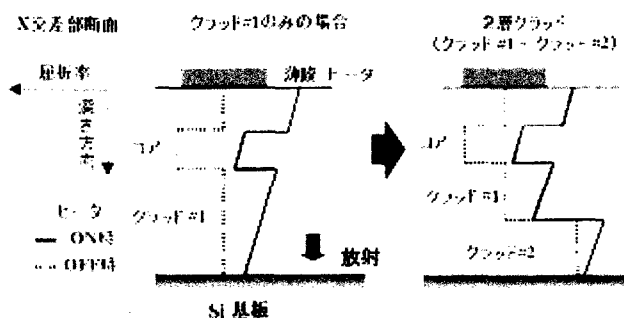 X交差部断面
クラッド#1のみの場合
2層クラッド
(クラッド#1 - クラッド#2)
屈折率
薄膜ヒータ
深さ方向
コア
コア
クラッド#1
クラッド#1
クラッド#2
ヒータ
ON時
OFF時
放射
Si 基板